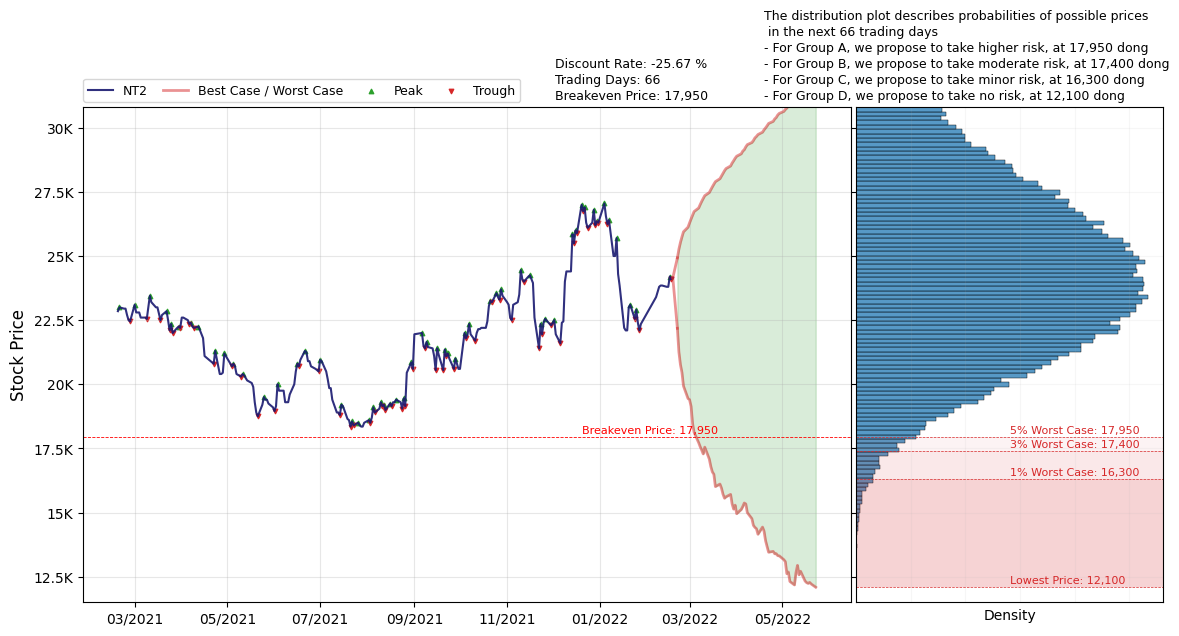 The distribution plot describes probabilities of possible prices
in the next 66 trading days
- For Group A, we propose to take higher risk, at 17,950 dong
- For Group B, we propose to take moderate risk, at 17,400 dong
- For Group C, we propose to take minor risk, at 16,300 dong
- For Group D, we propose to take no risk, at 12,100 dong
Discount Rate: -25.67 %
Trading Days: 66
Breakeven Price: 17,950
NT2 Best Case / Worst Case Peak Trough
Stock Price
30K
27.5K
25K
22.5K
20K
17.5K
15K
12.5K
Breakeven Price: 17,950
5% Worst Case: 17,950
3% Worst Case: 17,400
1% Worst Case: 16,300
Lowest Price: 12,100
03/2021 05/2021 07/2021 09/2021 11/2021 01/2022 03/2022 05/2022
Density